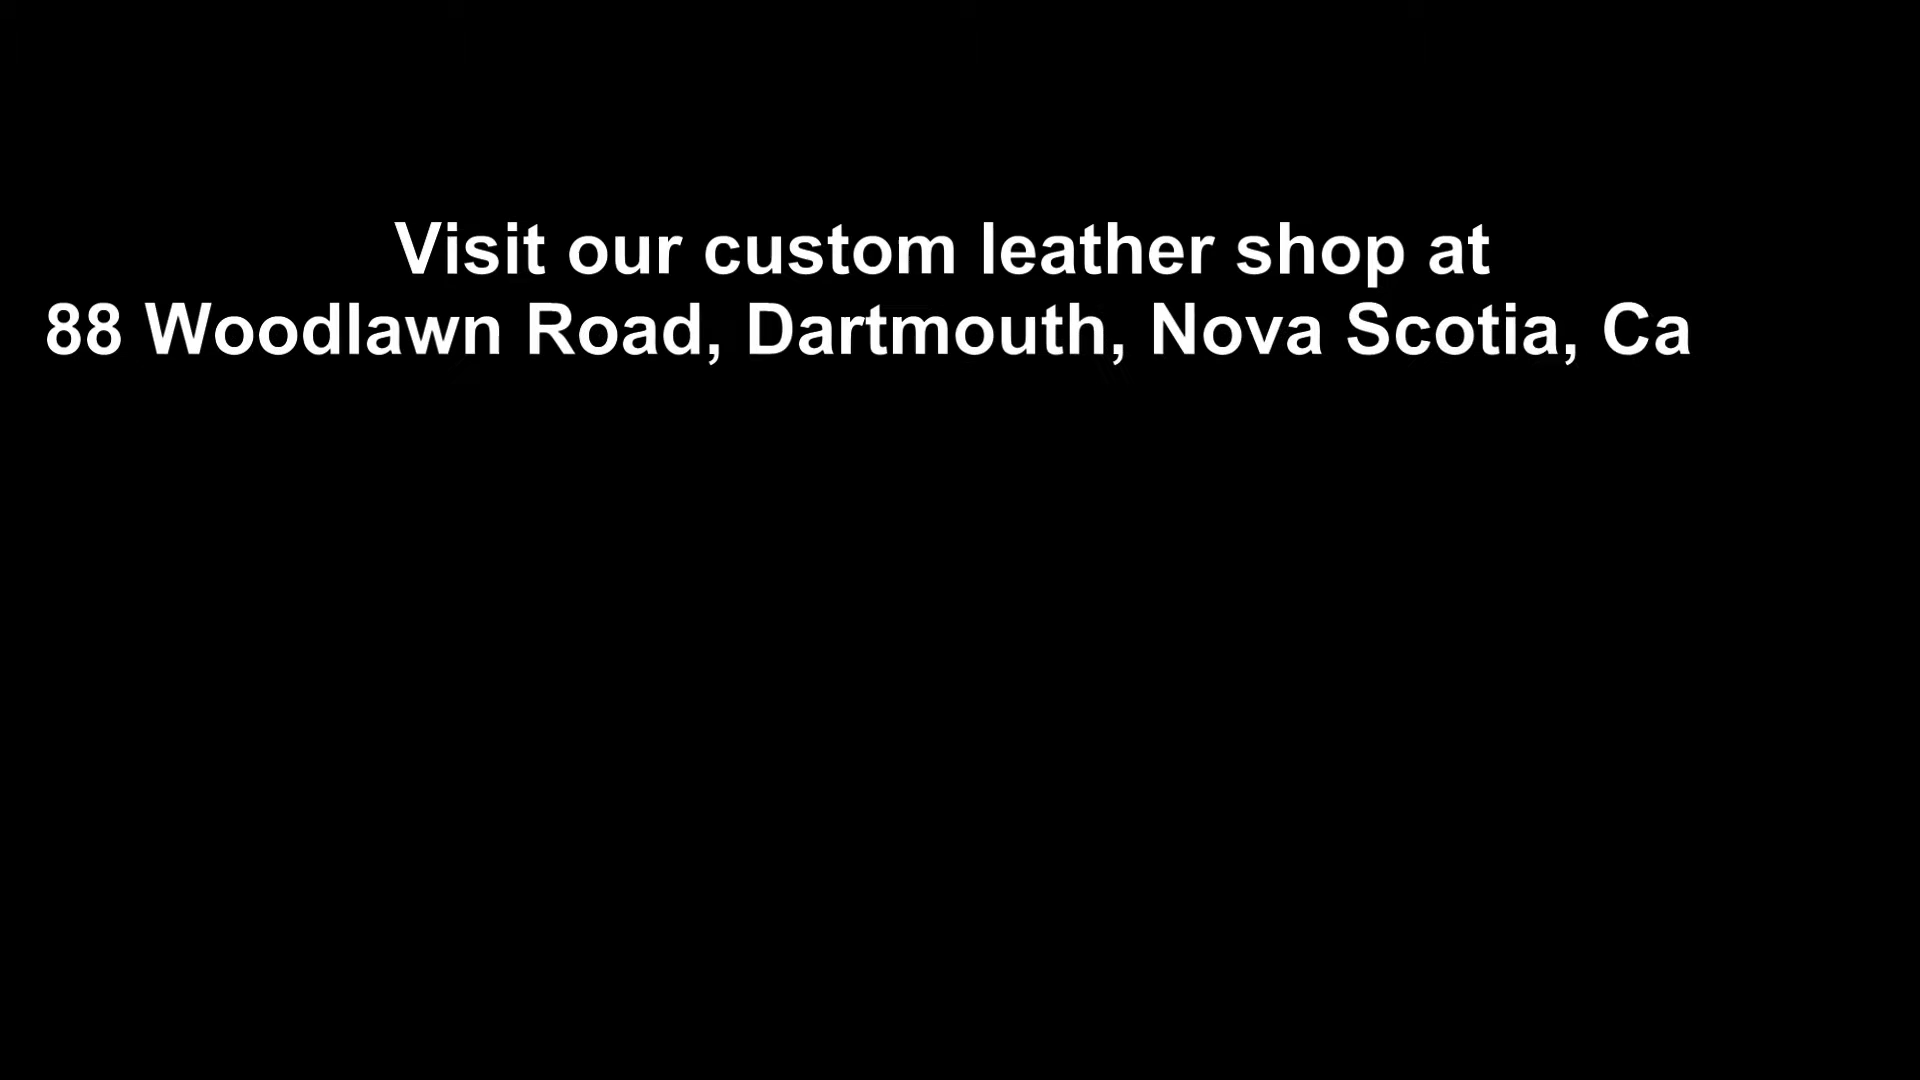 Visit our custom leather shop at
88 Woodlawn Road, Dartmouth, Nova Scotia, Ca